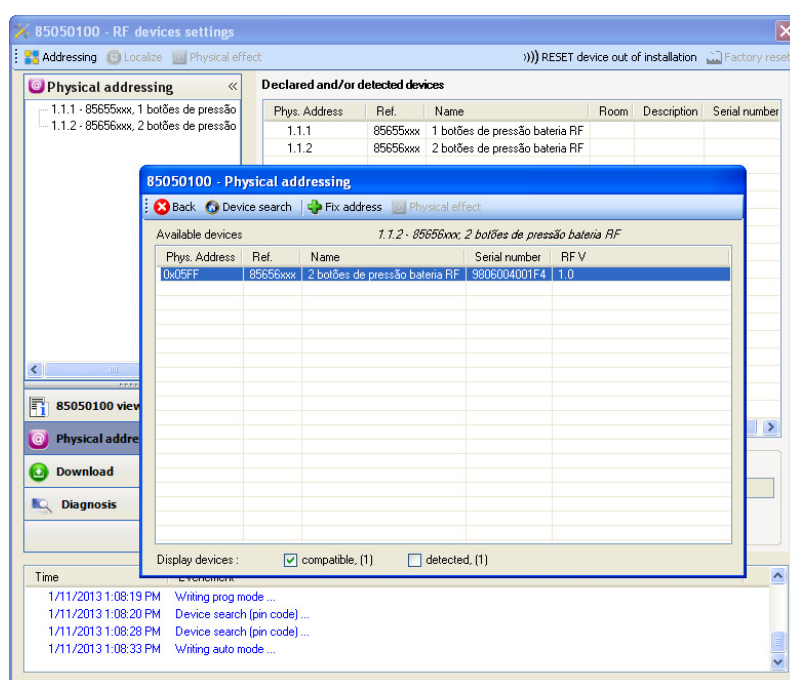 85050100 - RF devices settings
Addressing Localize Physical effect ))) RESET device out of installation Factory reset
Physical addressing «
1.1.1 - 85655xxx, 1 botões de pressão
1.1.2 - 85656xxx, 2 botões de pressão
Declared and/or detected devices
Phys. Address Ref. Name Room Description Serial number
1.1.1 85655xxx 1 botões de pressão bateria RF
1.1.2 85656xxx 2 botões de pressão bateria RF
85050100 - Physical addressing
Back Device search Fix address Physical effect
Available devices 1.1.2 - 85656xxx, 2 botões de pressão bateria RF
Phys. Address Ref. Name Serial number RF V
0x05FF 85656xxx 2 botões de pressão bateria RF 9806004001F4 1.0
Display devices : compatible, (1) detected, (1)
85050100 view
Physical addre
Download
Diagnosis
Time
1/11/2013 1:08:19 PM Writing prog mode ...
1/11/2013 1:08:20 PM Device search (pin code) ...
1/11/2013 1:08:28 PM Device search (pin code) ...
1/11/2013 1:08:33 PM Writing auto mode ...